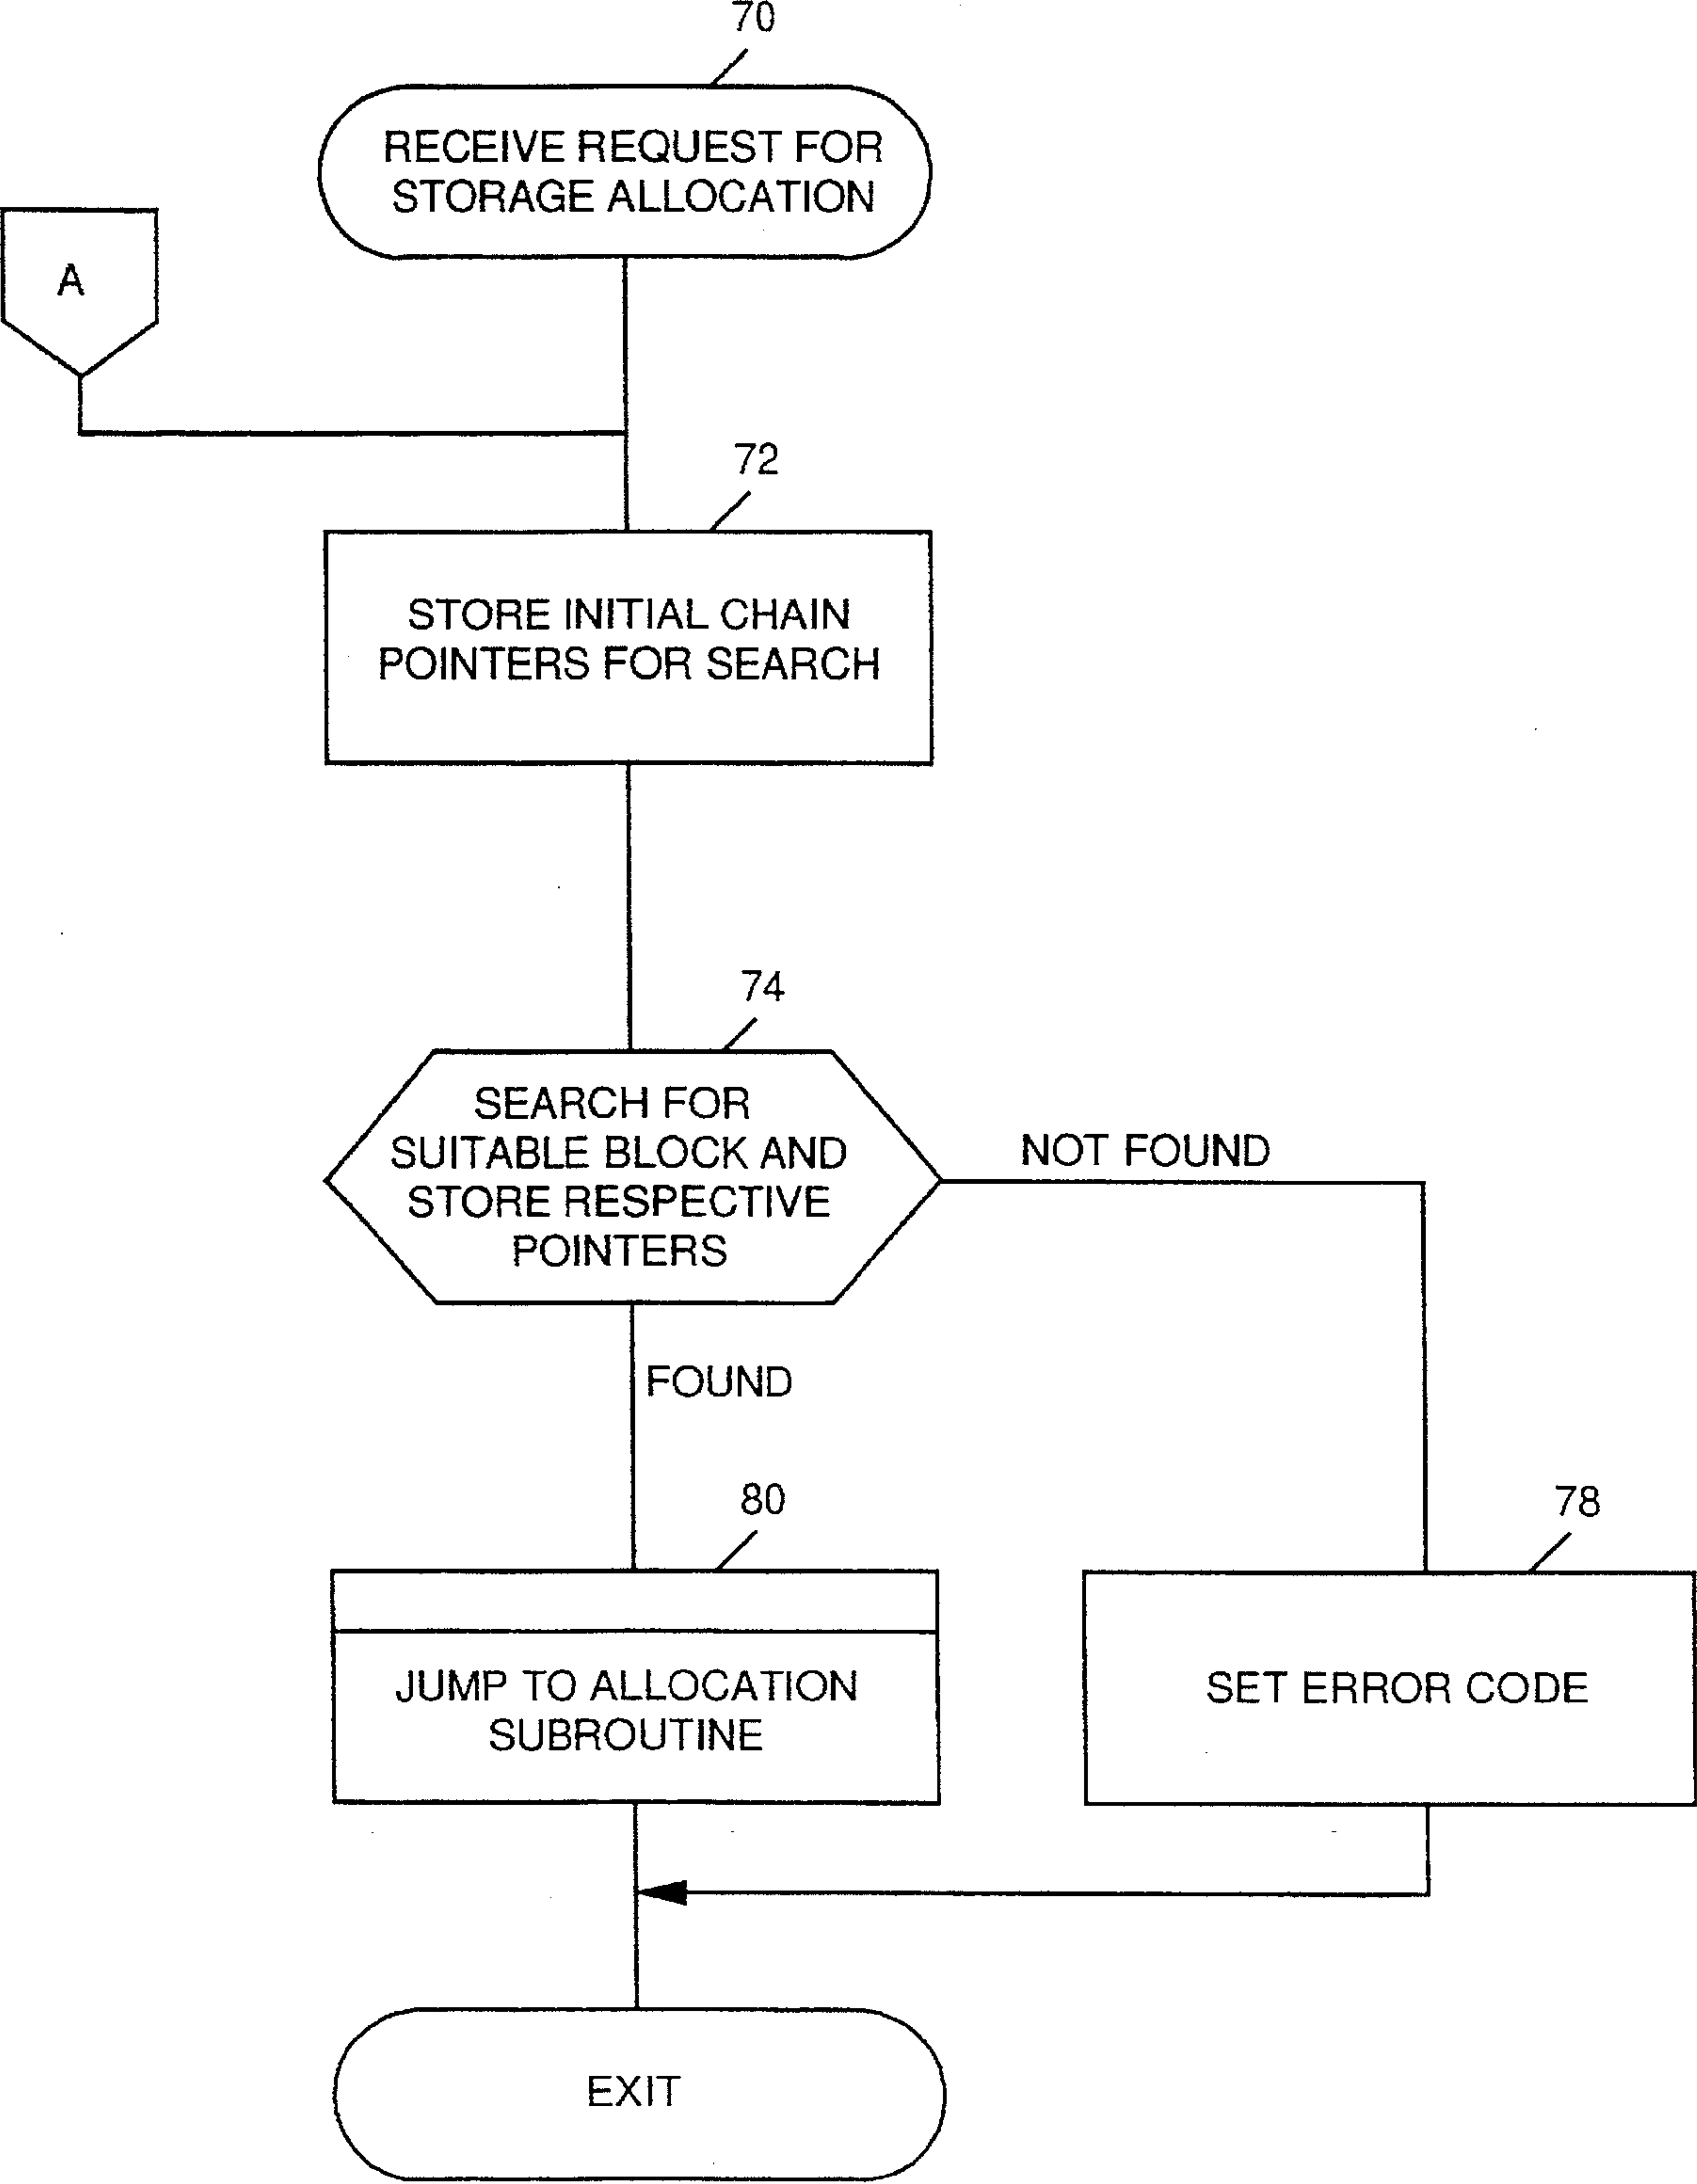 70
RECEIVE REQUEST FOR
STORAGE ALLOCATION
A
72
STORE INITIAL CHAIN
POINTERS FOR SEARCH
74
SEARCH FOR
SUITABLE BLOCK AND
STORE RESPECTIVE
POINTERS
NOT FOUND
FOUND
80
78
JUMP TO ALLOCATION
SUBROUTINE
SET ERROR CODE
EXIT